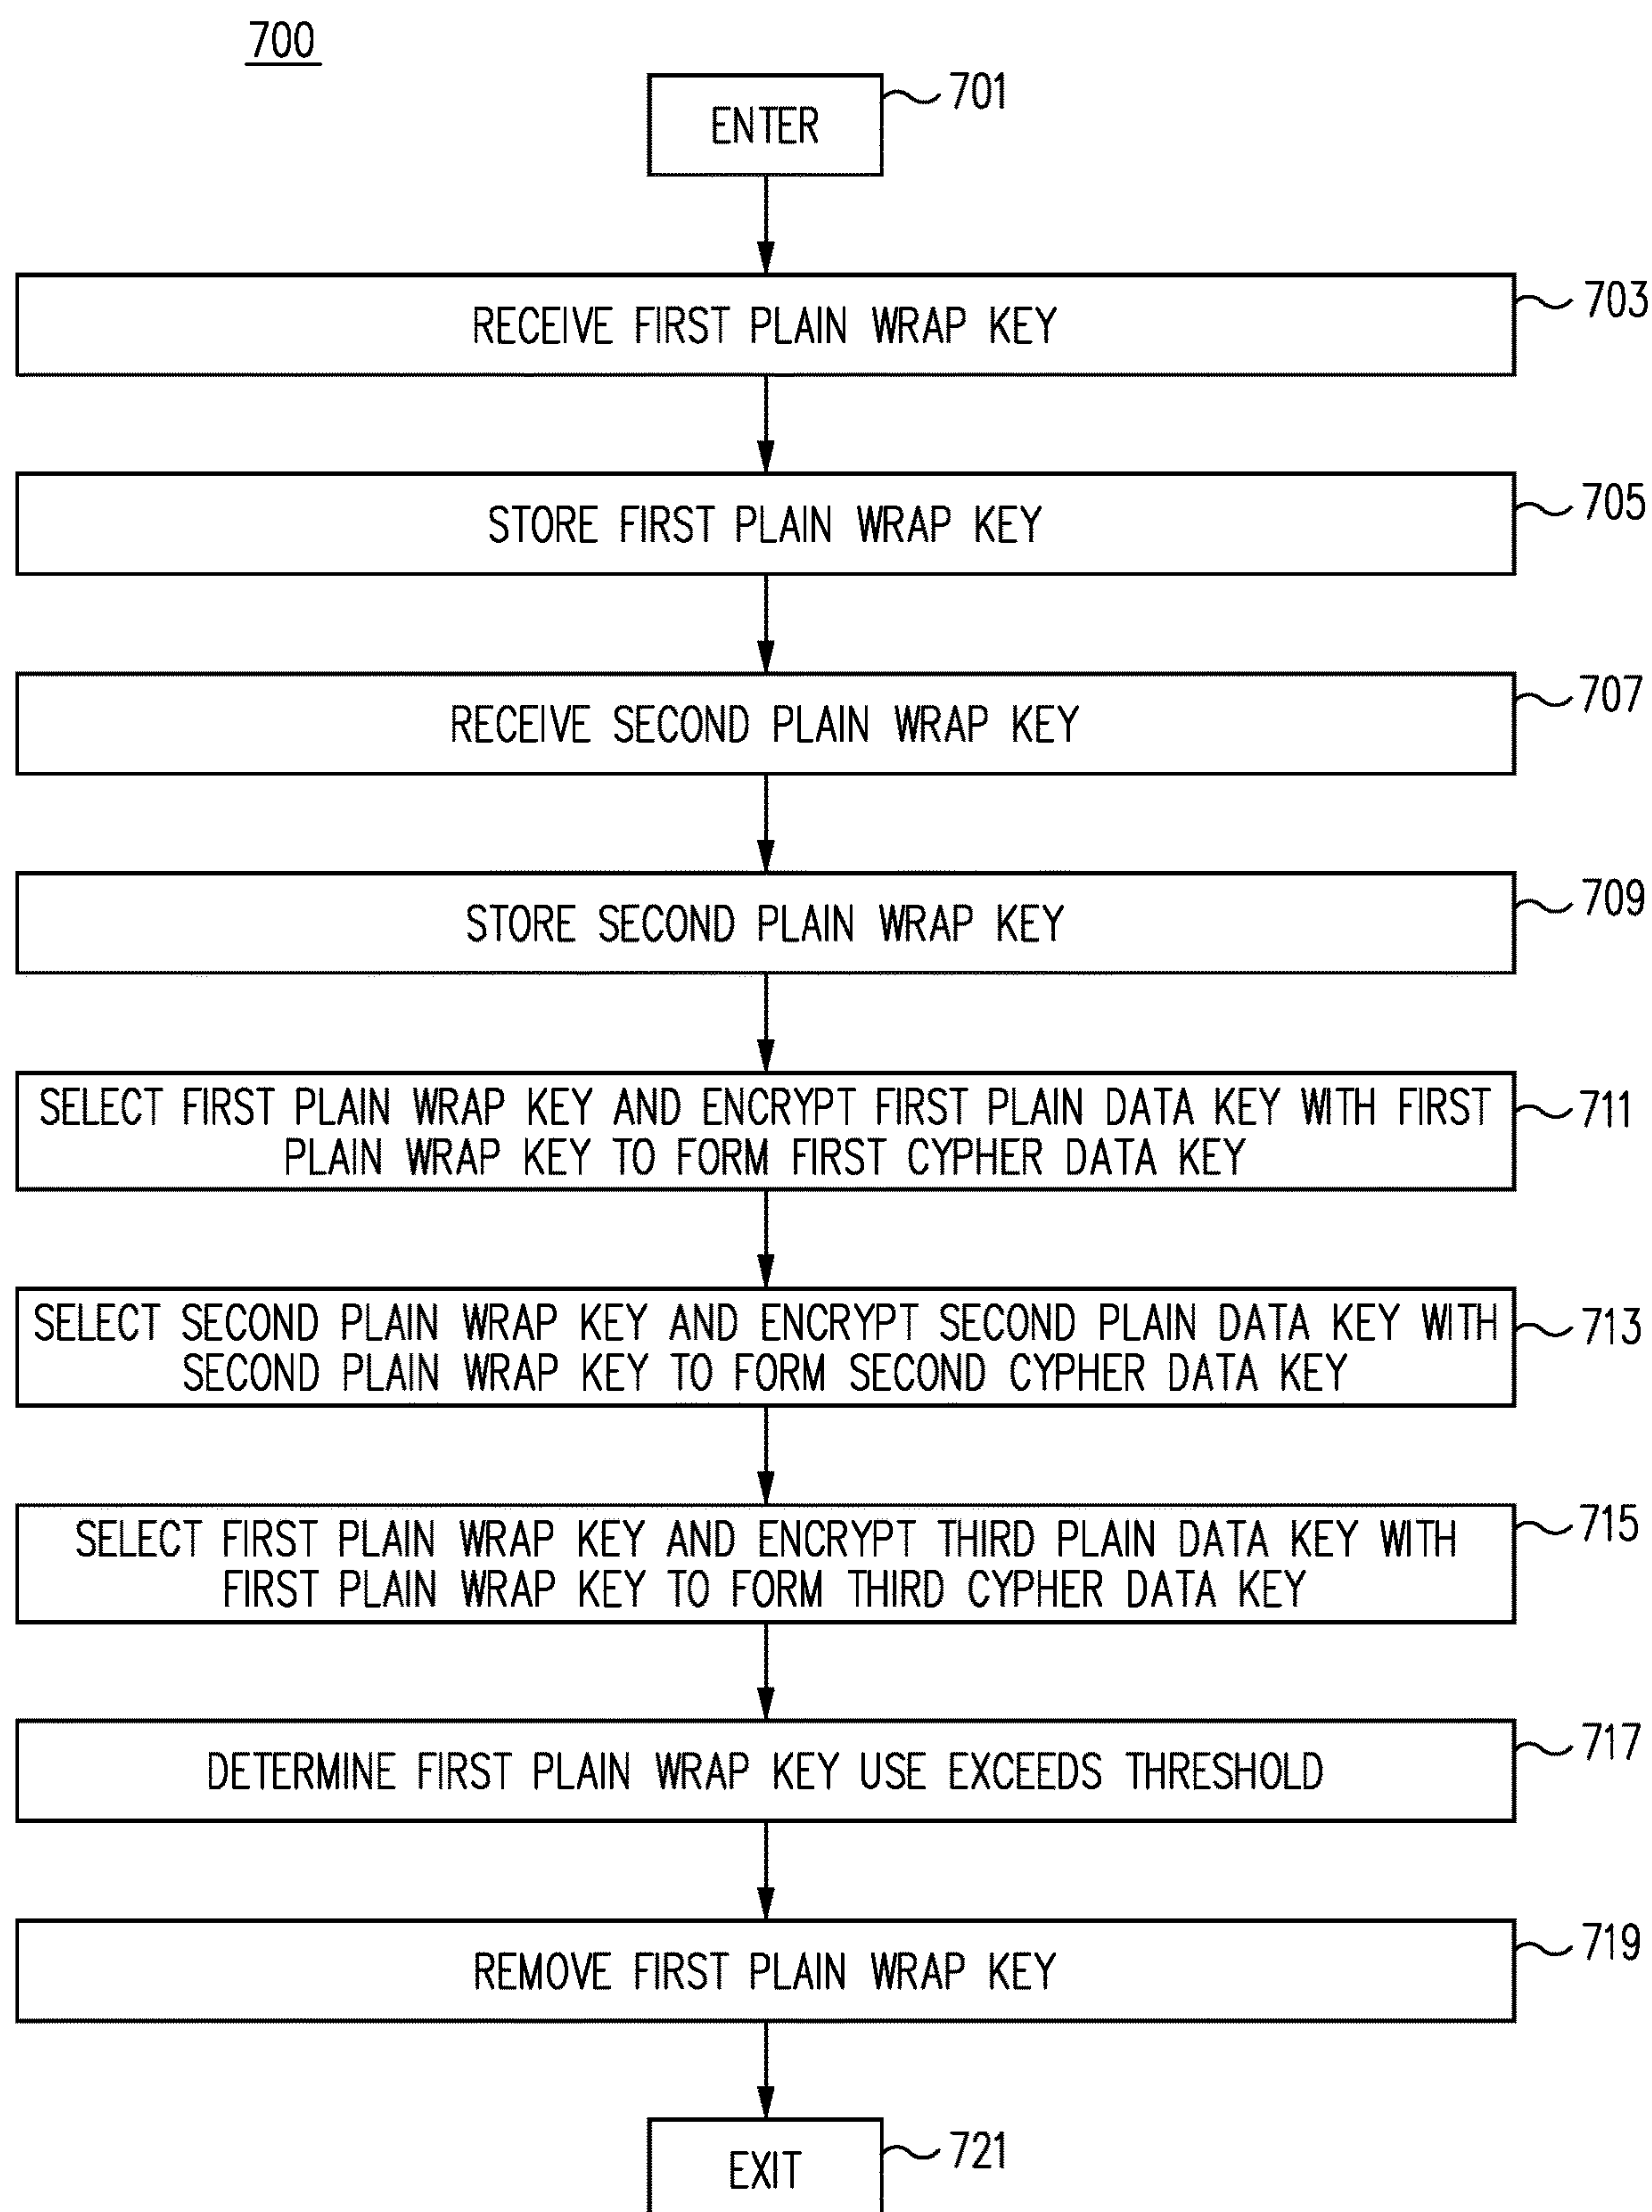 700
ENTER
701
RECEIVE FIRST PLAIN WRAP KEY
703
STORE FIRST PLAIN WRAP KEY
705
RECEIVE SECOND PLAIN WRAP KEY
707
STORE SECOND PLAIN WRAP KEY
709
SELECT FIRST PLAIN WRAP KEY AND ENCRYPT FIRST PLAIN DATA KEY WITH FIRST
PLAIN WRAP KEY TO FORM FIRST CYPHER DATA KEY
711
SELECT SECOND PLAIN WRAP KEY AND ENCRYPT SECOND PLAIN DATA KEY WITH
SECOND PLAIN WRAP KEY TO FORM SECOND CYPHER DATA KEY
713
SELECT FIRST PLAIN WRAP KEY AND ENCRYPT THIRD PLAIN DATA KEY WITH
FIRST PLAIN WRAP KEY TO FORM THIRD CYPHER DATA KEY
715
DETERMINE FIRST PLAIN WRAP KEY USE EXCEEDS THRESHOLD
717
REMOVE FIRST PLAIN WRAP KEY
719
EXIT
721